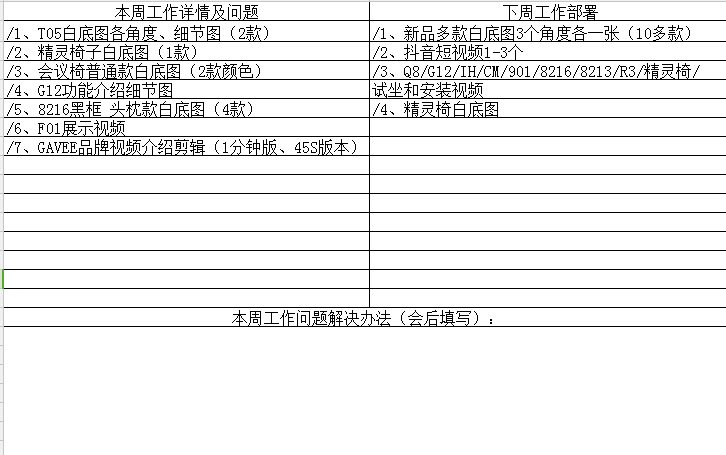 本周工作详情及问题
下周工作部署
/1、T05白底图各角度、细节图（2款）
/1、新品多款白底图3个角度各一张（10多款）
/2、精灵椅子白底图（1款）
/2、抖音短视频1-3个
/3、会议椅普通款白底图（2款颜色）
/3、Q8/G12/IH/CM/901/8216/8213/R3/精灵椅/
/4、G12功能介绍细节图
试坐和安装视频
/5、8216黑框 头枕款白底图（4款）
/4、精灵椅白底图
/6、F01展示视频
/7、GAVEE品牌视频介绍剪辑（1分钟版、45S版本）
本周工作问题解决办法（会后填写）：